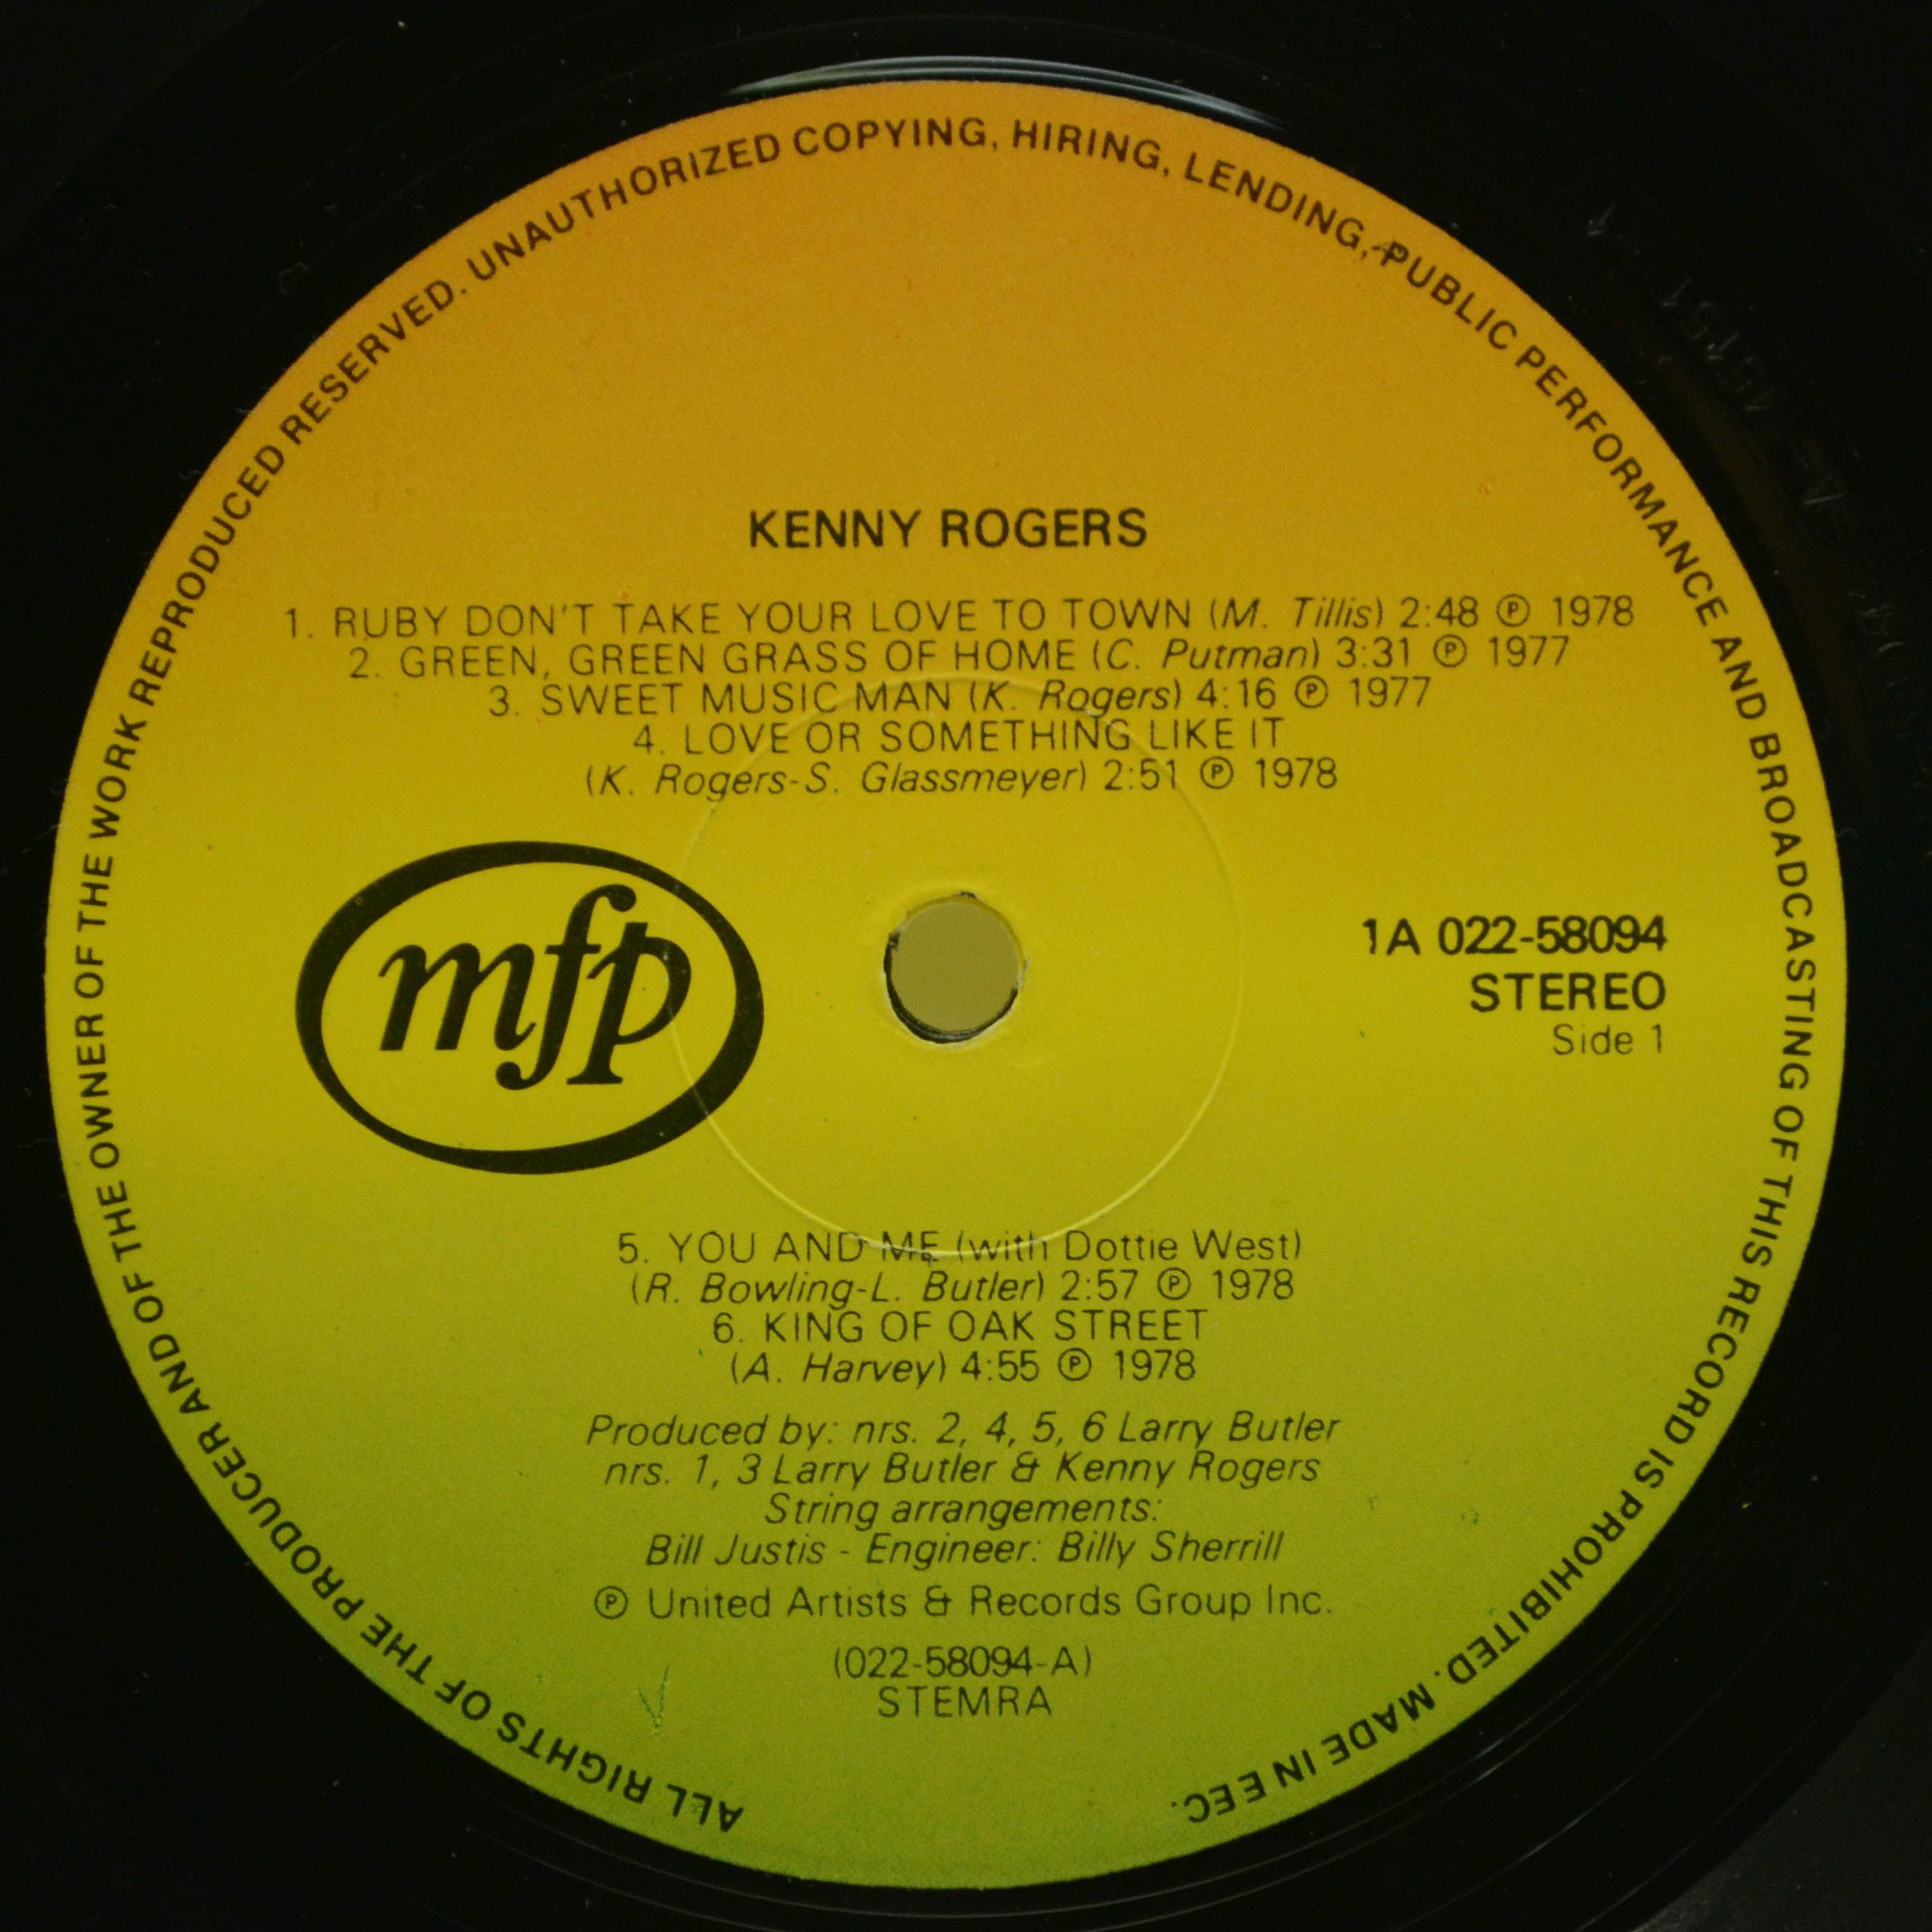 ALL RIGHTS OF THE PRODUCER AND OF THE OWNER OF THE WORK REPRODUCED RESERVED. UNAUTHORIZED COPYING, HIRING, LENDING, PUBLIC PERFORMANCE AND BROADCASTING OF THIS RECORD IS PROHIBITED. MADE IN EEC.
KENNY ROGERS
1. RUBY DON'T TAKE YOUR LOVE TO TOWN (M. Tillis) 2:48 ℗ 1978
2. GREEN, GREEN GRASS OF HOME (C. Putman) 3:31 ℗ 1977
3. SWEET MUSIC MAN (K. Rogers) 4:16 ℗ 1977
4. LOVE OR SOMETHING LIKE IT
(K. Rogers-S. Glassmeyer) 2:51 ℗ 1978
mfp
1A 022-58094
STEREO
Side 1
5. YOU AND ME (with Dottie West)
(R. Bowling-L. Butler) 2:57 ℗ 1978
6. KING OF OAK STREET
(A. Harvey) 4:55 ℗ 1978
Produced by: nrs. 2, 4, 5, 6 Larry Butler
nrs. 1, 3 Larry Butler & Kenny Rogers
String arrangements:
Bill Justis - Engineer: Billy Sherrill
℗ United Artists & Records Group Inc.
(022-58094-A)
STEMRA